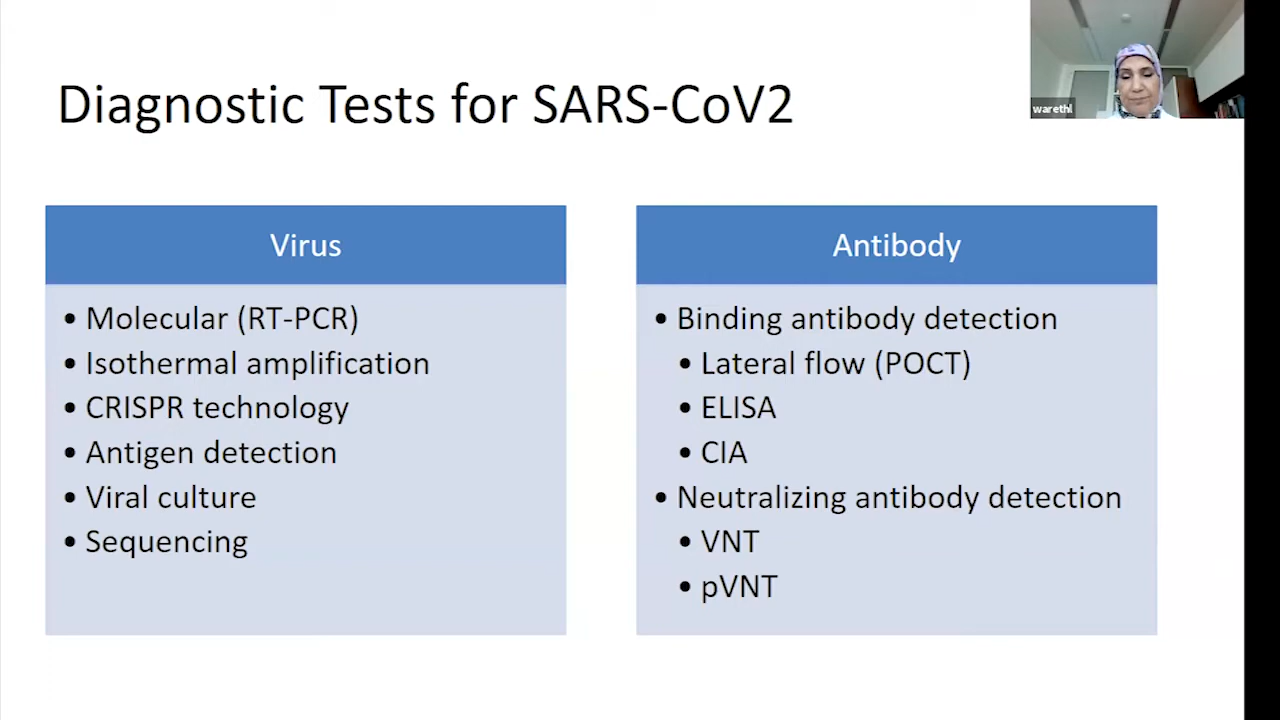 Diagnostic Tests for SARS-CoV2
warethl
Virus
• Molecular (RT-PCR)
• Isothermal amplification
• CRISPR technology
• Antigen detection
• Viral culture
• Sequencing
Antibody
• Binding antibody detection
• Lateral flow (POCT)
• ELISA
• CIA
• Neutralizing antibody detection
• VNT
• pVNT